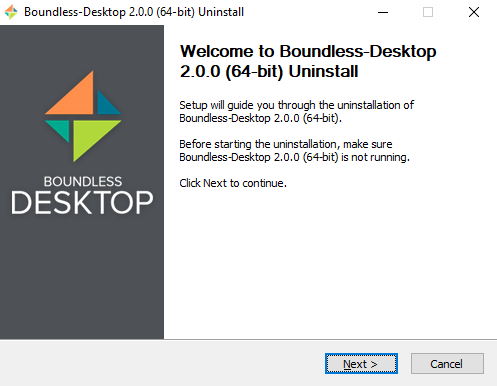 Boundless-Desktop 2.0.0 (64-bit) Uninstall
BOUNDLESS
DESKTOP
Welcome to Boundless-Desktop
2.0.0 (64-bit) Uninstall
Setup will guide you through the uninstallation of
Boundless-Desktop 2.0.0 (64-bit).
Before starting the uninstallation, make sure
Boundless-Desktop 2.0.0 (64-bit) is not running.
Click Next to continue.
Next >
Cancel